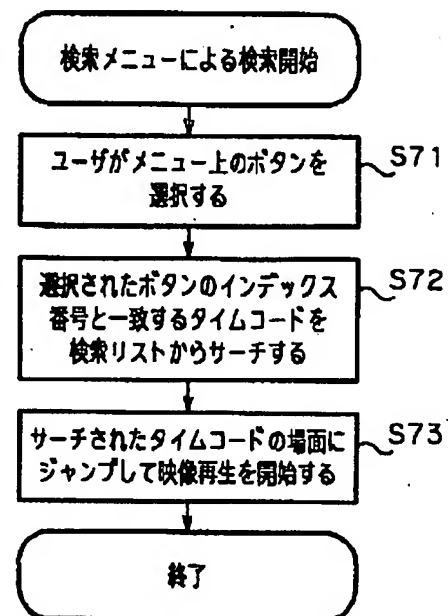 検索メニューによる検索開始
ユーザがメニュー上のボタンを
選択する
S71
選択されたボタンのインデックス
番号と一致するタイムコードを
検索リストからサーチする
S72
サーチされたタイムコードの場面に
ジャンプして映像再生を開始する
S73
終了